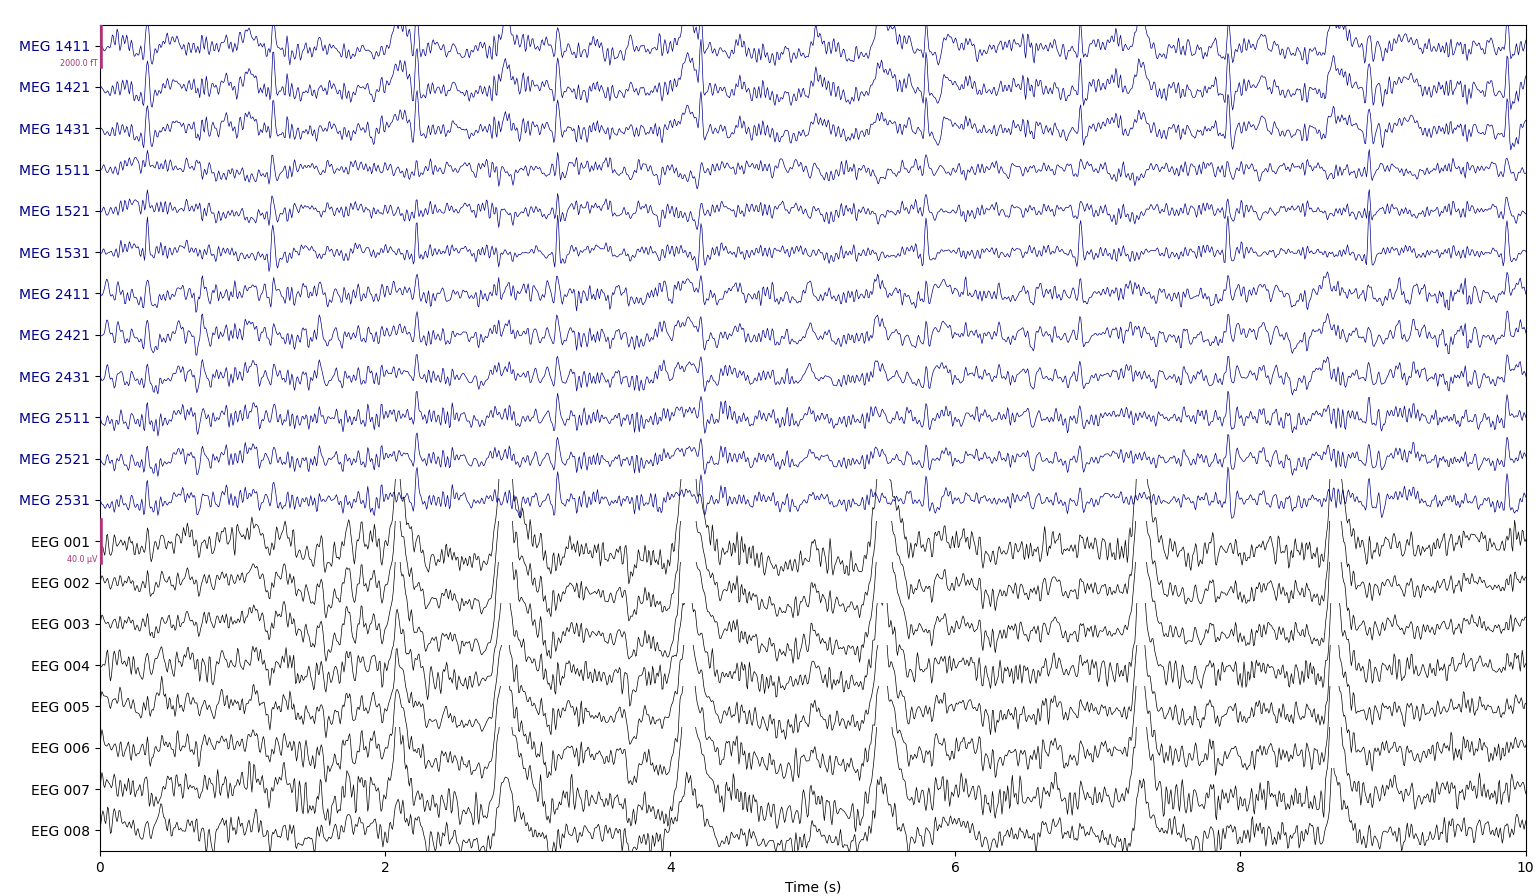 MEG 1411
2000.0 fT
MEG 1421
MEG 1431
MEG 1511
MEG 1521
MEG 1531
MEG 2411
MEG 2421
MEG 2431
MEG 2511
MEG 2521
MEG 2531
EEG 001
40.0 µV
EEG 002
EEG 003
EEG 004
EEG 005
EEG 006
EEG 007
EEG 008
0 2 4 6 8 10
Time (s)